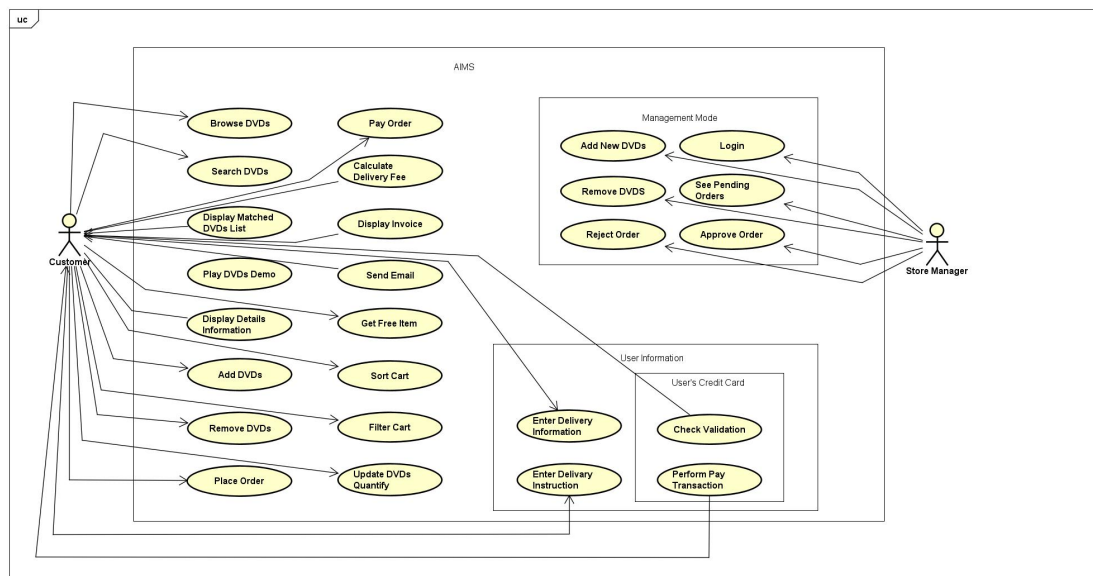 uc
AIMS
Browse DVDs
Pay Order
Search DVDs
Calculate
Delivery Fee
Display Matched
DVDs List
Display Invoice
Customer
Play DVDs Demo
Send Email
Display Details
Information
Get Free Item
Add DVDs
Sort Cart
Remove DVDs
Filter Cart
Place Order
Update DVDs
Quantify
Management Mode
Add New DVDs
Login
Remove DVDS
See Pending
Orders
Reject Order
Approve Order
Store Manager
User Information
User's Credit Card
Enter Delivery
Information
Check Validation
Enter Delivary
Instruction
Perform Pay
Transaction